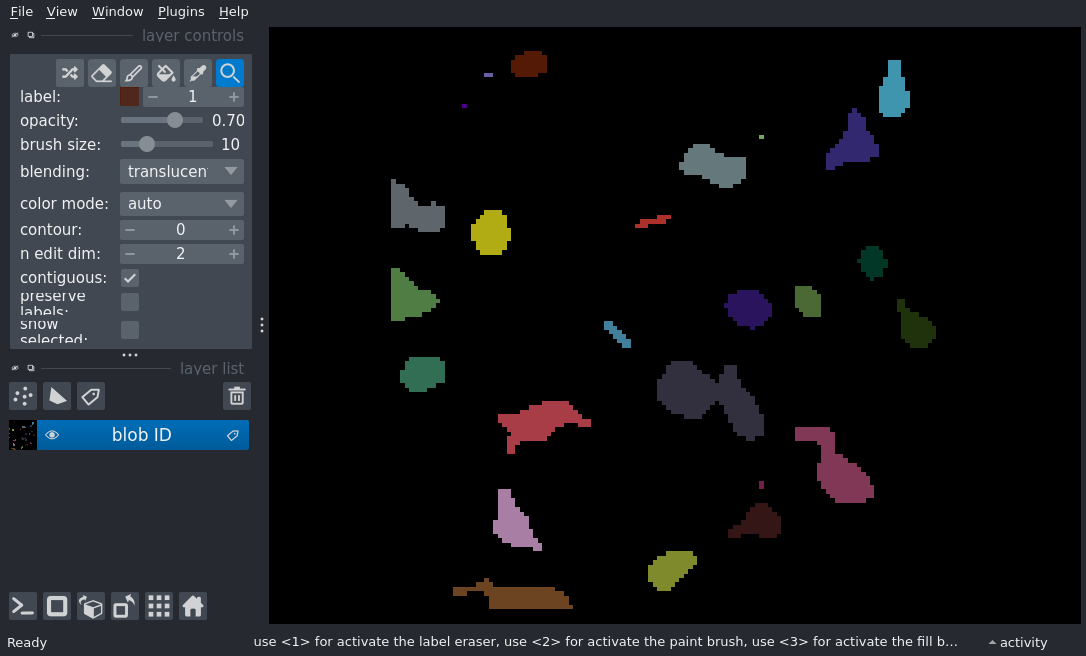 File View Window Plugins Help
layer controls
label: 1
opacity: 0.70
brush size: 10
blending: translucen
color mode: auto
contour: 0
n edit dim: 2
contiguous:
preserve
labels:
show
selected:
layer list
blob ID
Ready use <1> for activate the label eraser, use <2> for activate the paint brush, use <3> for activate the fill b... activity